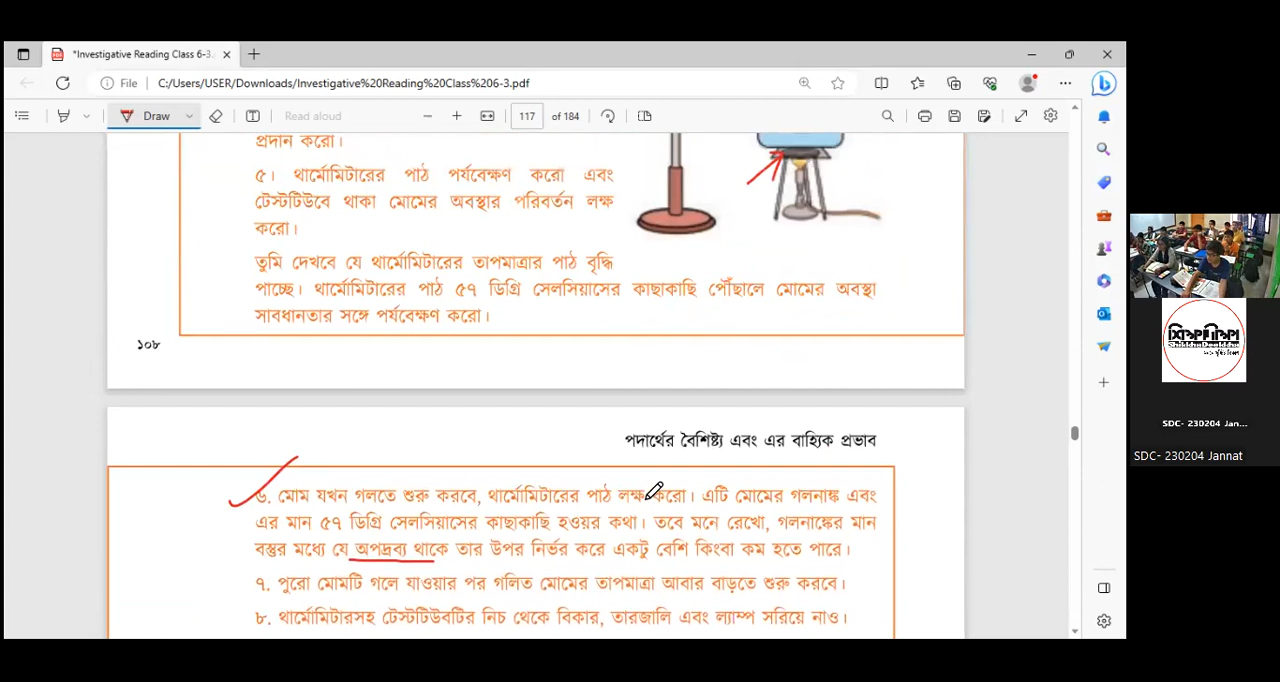 *Investigative Reading Class 6-3.
File
C:/Users/USER/Downloads/Investigative%20Reading%20Class%206-3.pdf
Draw
Read aloud
117 of 184
প্রদান করো।
৫। থার্মোমিটারের পাঠ পর্যবেক্ষণ করো এবং
টেস্টটিউবে থাকা মোমের অবস্থার পরিবর্তন লক্ষ
করো।
তুমি দেখবে যে থার্মোমিটারের তাপমাত্রার পাঠ বৃদ্ধি
পাচ্ছে। থার্মোমিটারের পাঠ ৫৭ ডিগ্রি সেলসিয়াসের কাছাকাছি পৌঁছালে মোমের অবস্থা
সাবধানতার সঙ্গে পর্যবেক্ষণ করো।
১০৮
পদার্থের বৈশিষ্ট্য এবং এর বাহ্যিক প্রভাব
৬. মোম যখন গলতে শুরু করবে, থার্মোমিটারের পাঠ লক্ষ করো। এটি মোমের গলনাঙ্ক এবং
এর মান ৫৭ ডিগ্রি সেলসিয়াসের কাছাকাছি হওয়র কথা। তবে মনে রেখো, গলনাঙ্কের মান
বস্তুর মধ্যে যে অপদ্রব্য থাকে তার উপর নির্ভর করে একটু বেশি কিংবা কম হতে পারে।
৭. পুরো মোমটি গলে যাওয়ার পর গলিত মোমের তাপমাত্রা আবার বাড়তে শুরু করবে।
৮. থার্মোমিটারসহ টেস্টটিউবটির নিচ থেকে বিকার, তারজালি এবং ল্যাম্প সরিয়ে নাও।
SDC- 230204 Jan...
SDC- 230204 Jannat